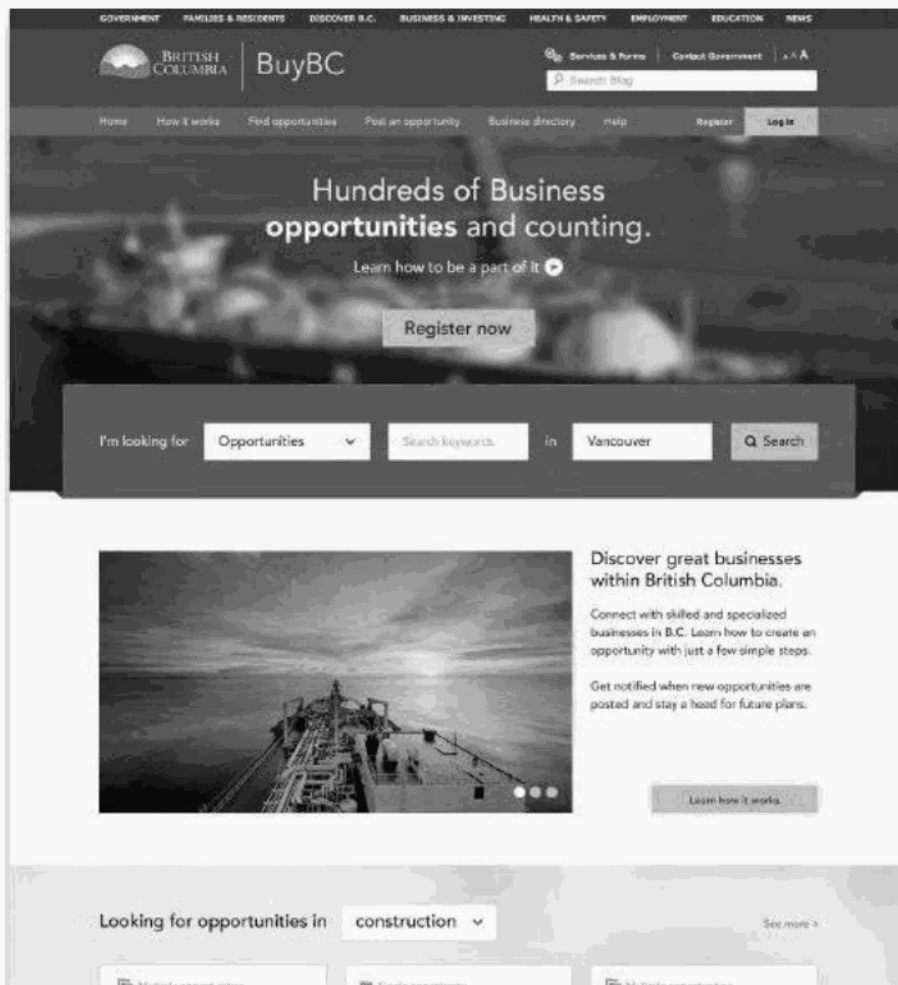 GOVERNMENT FAMILIES & RESIDENTS DISCOVER B.C. BUSINESS & INVESTING HEALTH & SAFETY EMPLOYMENT EDUCATION NEWS
BRITISH COLUMBIA
BuyBC
Services & Forms Contact Government A A A
Search Blog
Home How it works Find opportunities Post an opportunity Business directory Help Register Log in
Hundreds of Business
opportunities and counting.
Learn how to be a part of it
Register now
I'm looking for Opportunities Search keywords in Vancouver Search
Discover great businesses
within British Columbia.
Connect with skilled and specialized
businesses in B.C. Learn how to create an
opportunity with just a few simple steps.
Get notified when new opportunities are
posted and stay a head for future plans.
Learn how it works
Looking for opportunities in construction
See more >